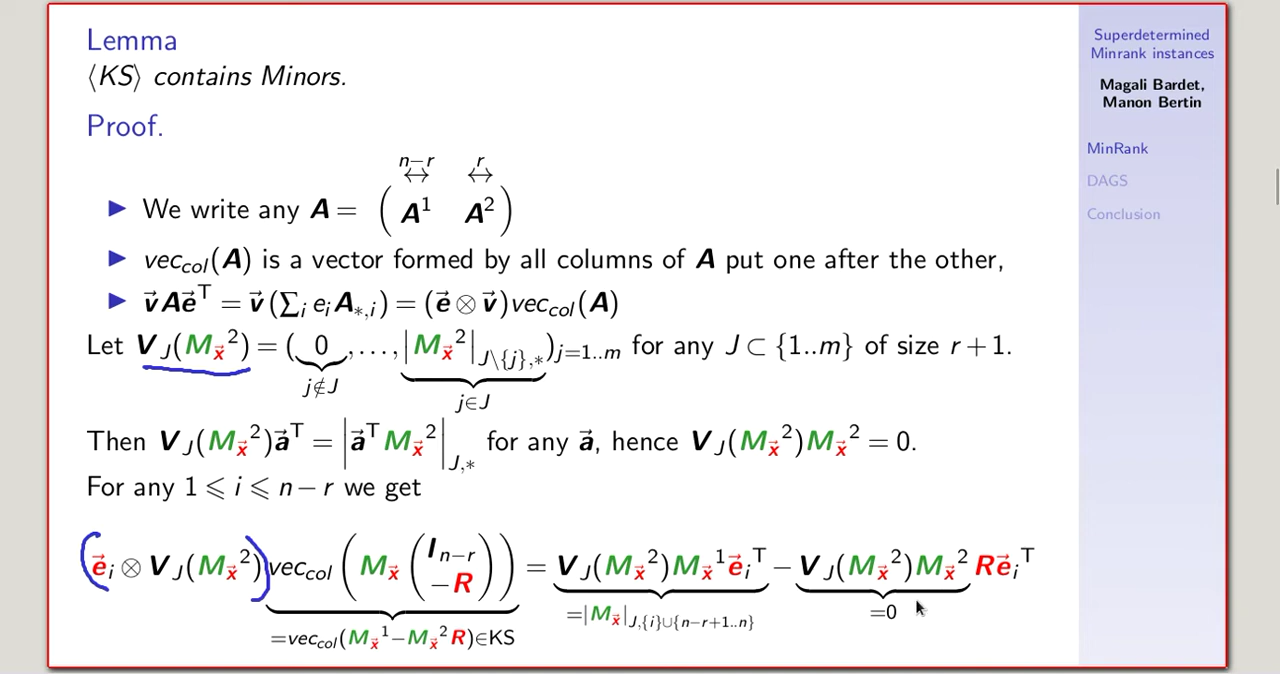 Lemma
⟨KS⟩ contains Minors.
Proof.
n−r r
↔ ↔
▶ We write any A = ( A¹ A² )
▶ vec_col(A) is a vector formed by all columns of A put one after the other,
▶ v⃗Ae⃗ᵀ = v⃗(∑ᵢ eᵢA_{∗,i}) = (e⃗ ⊗ v⃗)vec_col(A)
Let V_J(M_x⃗²) = (0, …, |M_x⃗²|_{J\{j},∗})_{j=1..m} for any J ⊂ {1..m} of size r + 1.
j∉J j∈J
Then V_J(M_x⃗²)a⃗ᵀ = |a⃗ᵀ M_x⃗²|_{J,∗} for any a⃗, hence V_J(M_x⃗²)M_x⃗² = 0.
For any 1 ⩽ i ⩽ n − r we get
(e⃗ᵢ ⊗ V_J(M_x⃗²))vec_col(M_x⃗ (I_{n−r} −R)) = V_J(M_x⃗²)M_x⃗¹e⃗ᵢᵀ − V_J(M_x⃗²)M_x⃗² Re⃗ᵢᵀ
=vec_col(M_x⃗¹−M_x⃗²R)∈KS =|M_x⃗|_{J,{i}∪{n−r+1..n}} =0
Superdetermined
Minrank instances
Magali Bardet,
Manon Bertin
MinRank
DAGS
Conclusion